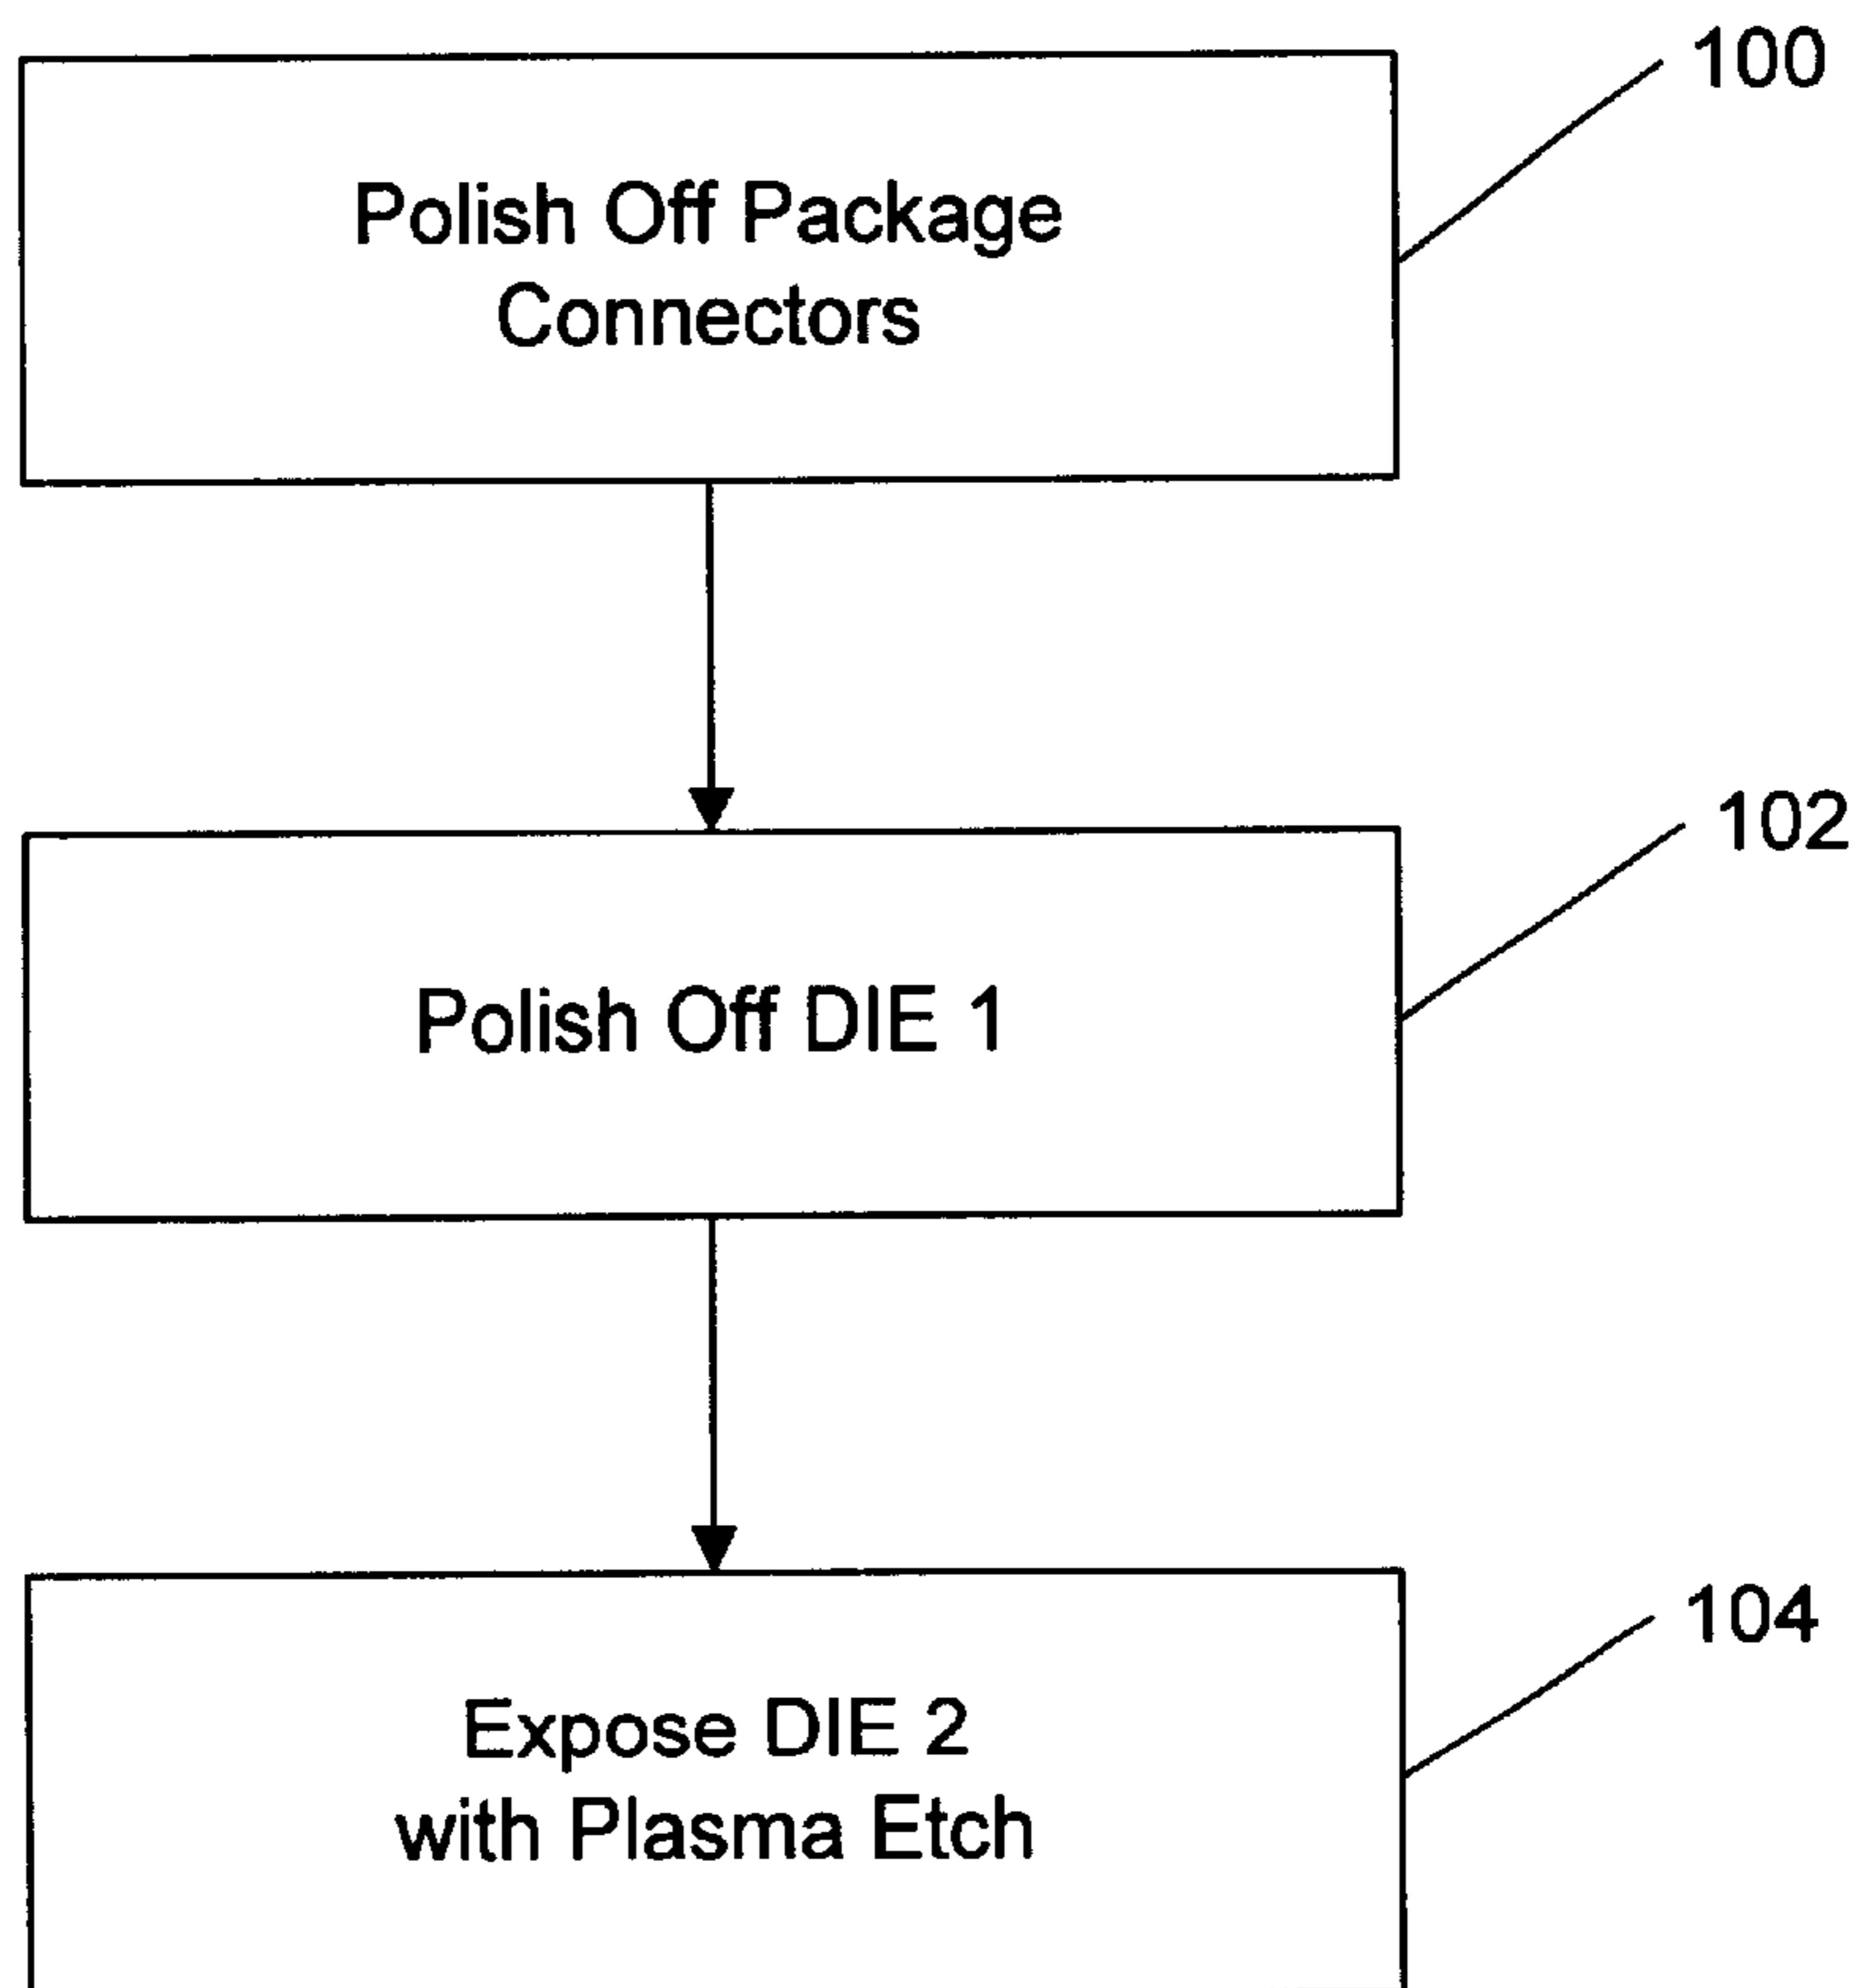 100
Polish Off Package
Connectors
102
Polish Off DIE 1
104
Expose DIE 2
with Plasma Etch